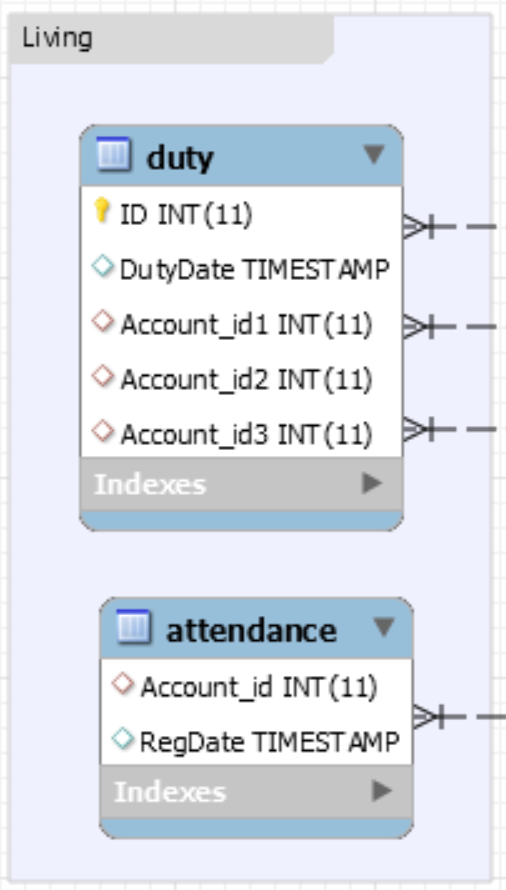 Living
duty
ID INT(11)
DutyDate TIMESTAMP
Account_id1 INT(11)
Account_id2 INT(11)
Account_id3 INT(11)
Indexes
attendance
Account_id INT(11)
RegDate TIMESTAMP
Indexes